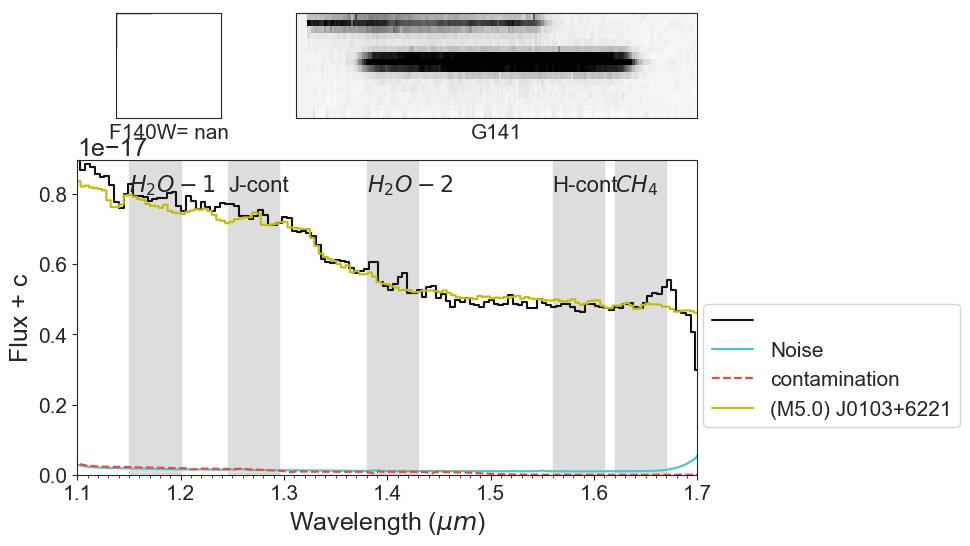 F140W= nan
G141
1e−17
H₂O − 1
J-cont
H₂O − 2
H-cont
CH₄
0.8
0.6
0.4
0.2
0.0
Flux + c
1.1
1.2
1.3
1.4
1.5
1.6
1.7
Wavelength (μm)
Noise
contamination
(M5.0) J0103+6221